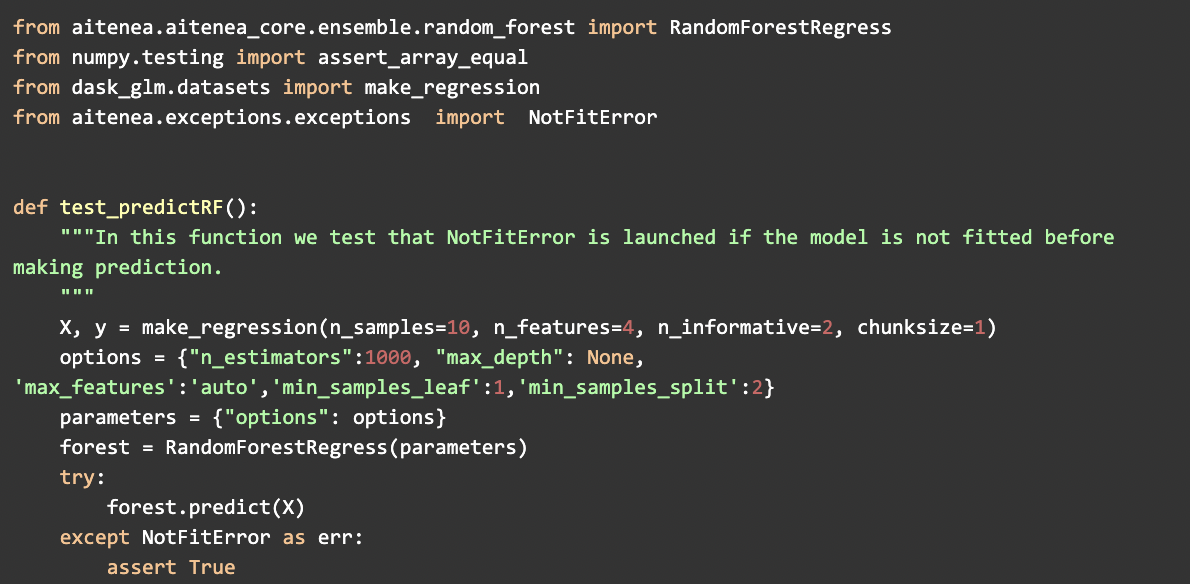 from aitenea.aitenea_core.ensemble.random_forest import RandomForestRegress
from numpy.testing import assert_array_equal
from dask_glm.datasets import make_regression
from aitenea.exceptions.exceptions  import  NotFitError
def test_predictRF():
    """In this function we test that NotFitError is launched if the model is not fitted before
making prediction.
    """
    X, y = make_regression(n_samples=10, n_features=4, n_informative=2, chunksize=1)
    options = {"n_estimators":1000, "max_depth": None,
'max_features':'auto','min_samples_leaf':1,'min_samples_split':2}
    parameters = {"options": options}
    forest = RandomForestRegress(parameters)
    try:
        forest.predict(X)
    except NotFitError as err:
        assert True